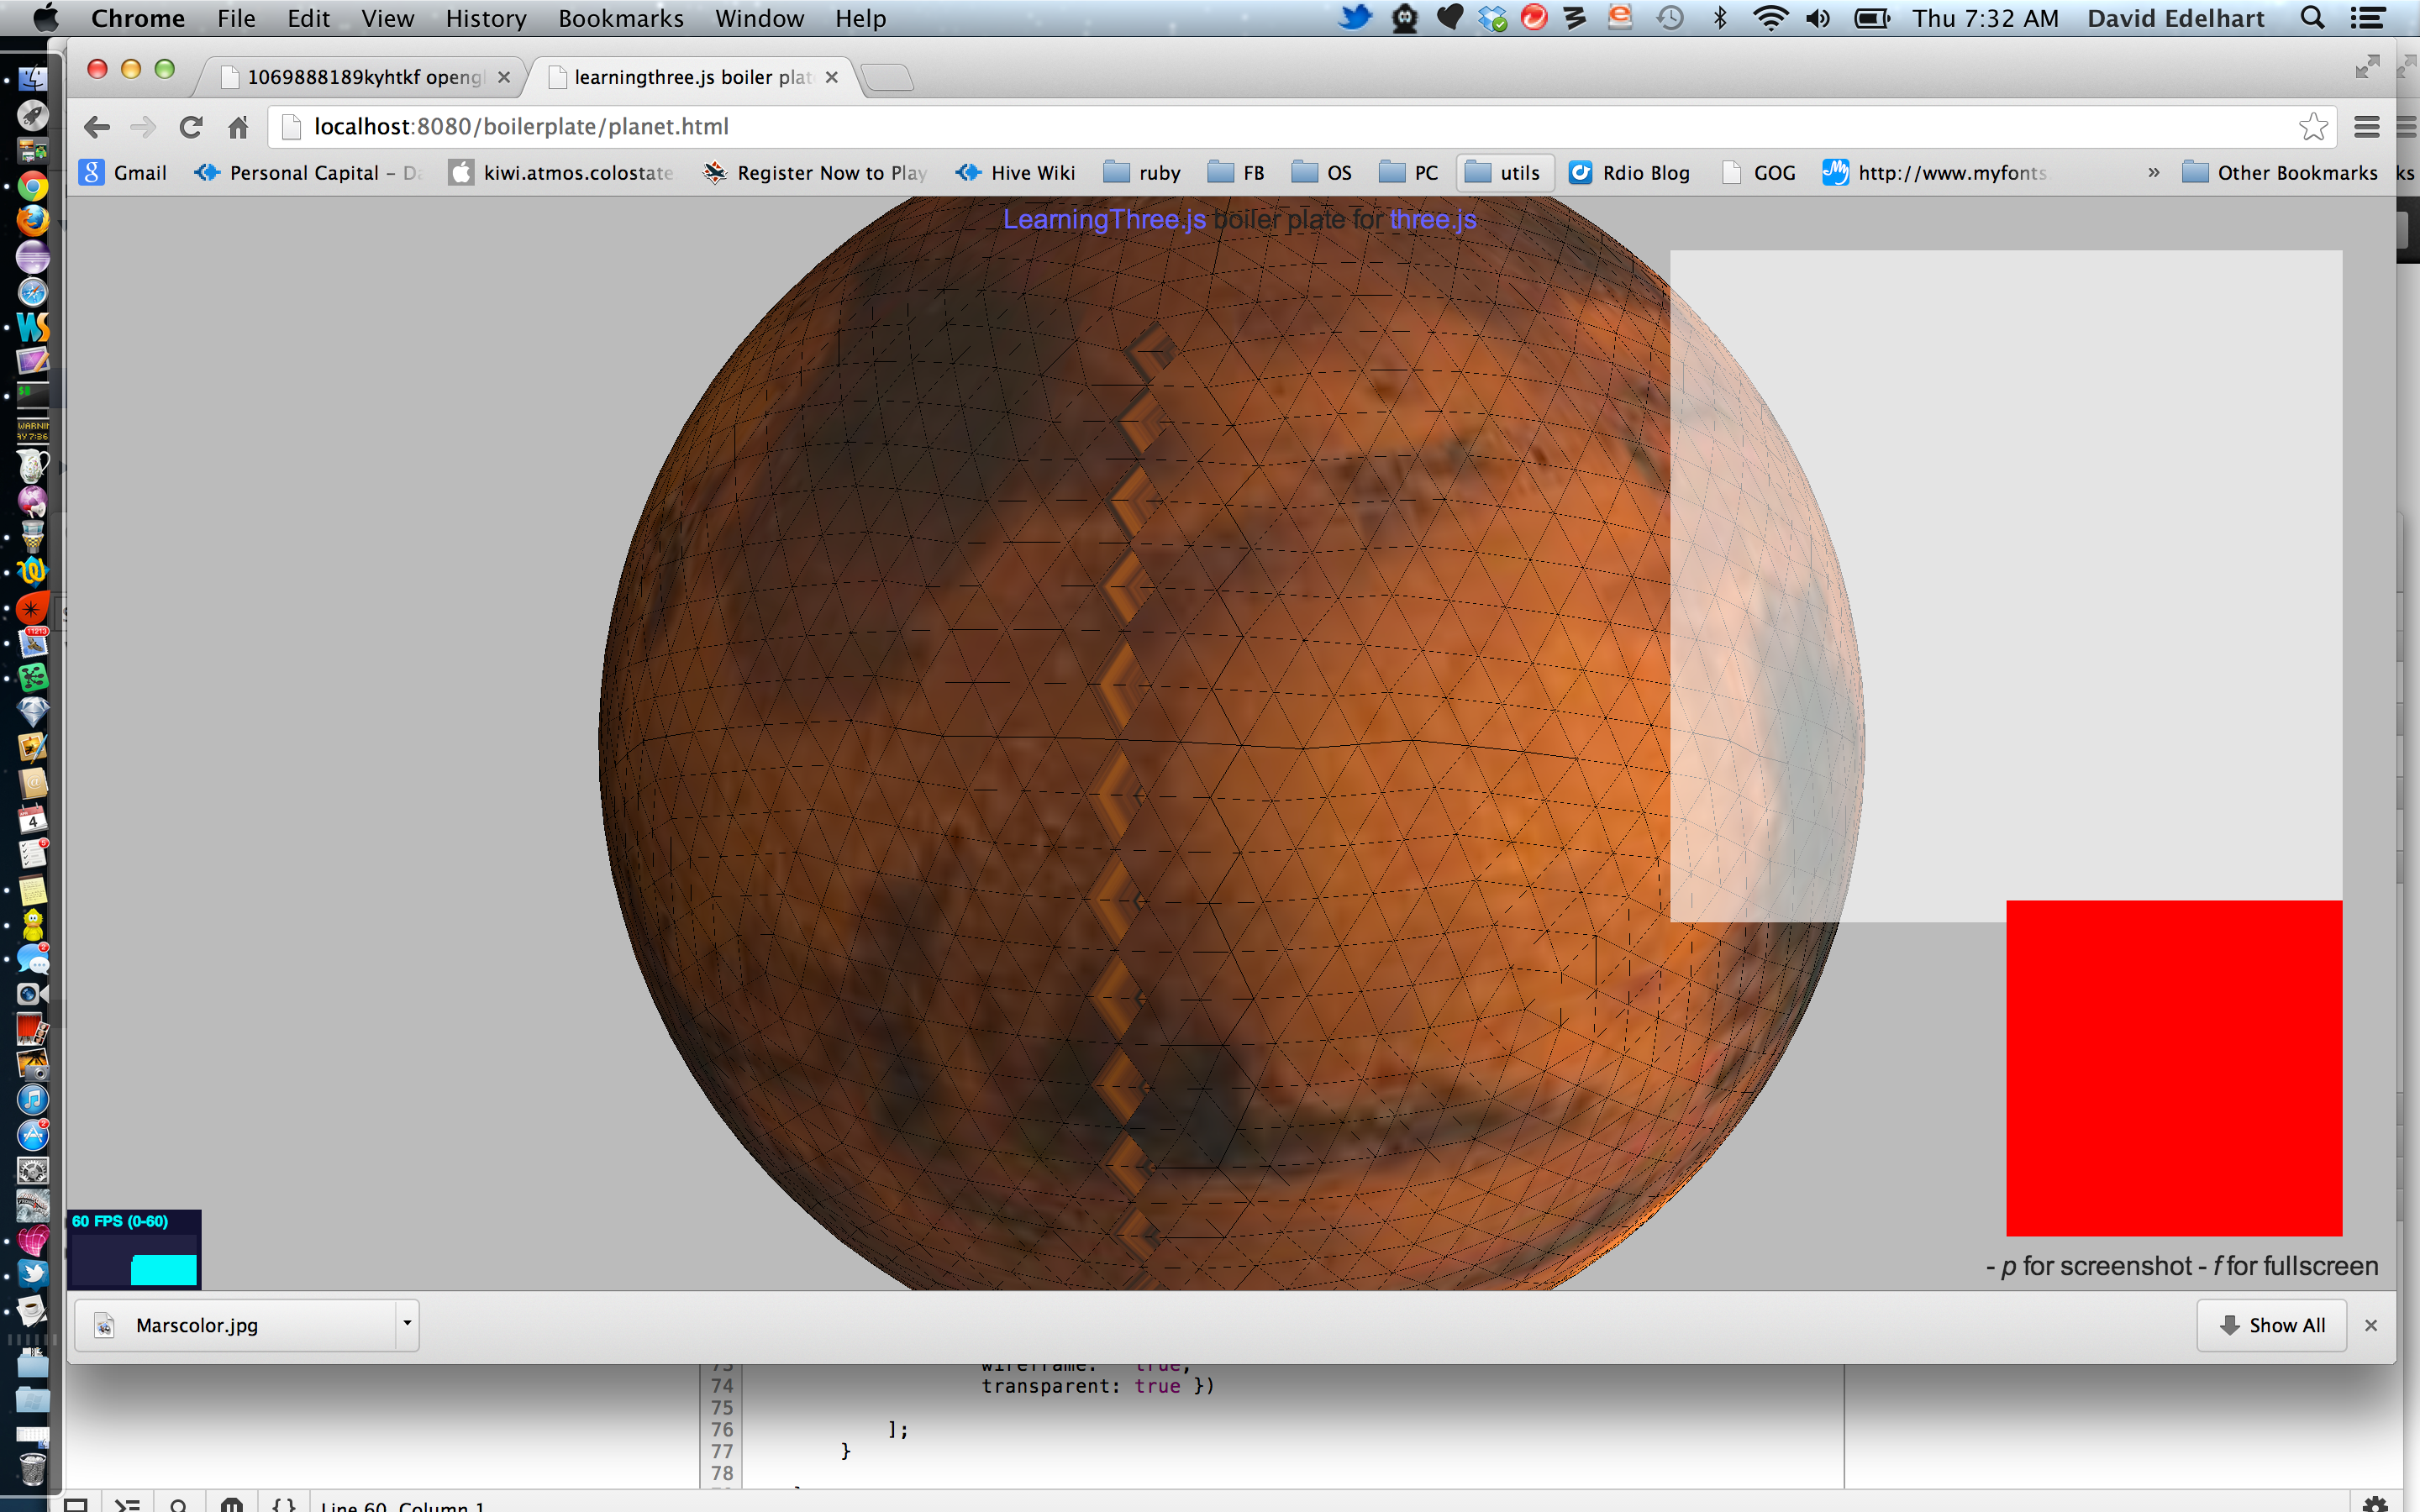 Chrome File Edit View History Bookmarks Window Help Thu 7:32 AM David Edelhart
1069888189kyhtkf opengl learningthree.js boiler plat
localhost:8080/boilerplate/planet.html
Gmail Personal Capital – Da kiwi.atmos.colostate Register Now to Play Hive Wiki ruby FB OS PC utils Rdio Blog GOG http://www.myfonts. » Other Bookmarks ks
LearningThree.js boiler plate for three.js
60 FPS (0-60)
- p for screenshot - f for fullscreen
Marscolor.jpg Show All
73 wireframe: true,
74 transparent: true })
75
76 ];
77 }
78
Line 60, Column 1